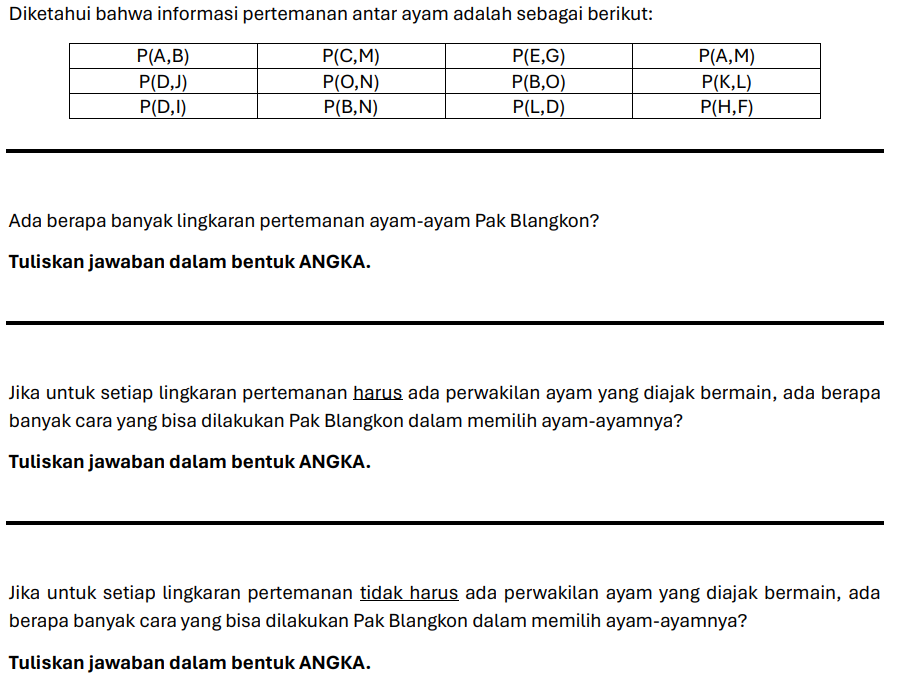 Diketahui bahwa informasi pertemanan antar ayam adalah sebagai berikut:
P(A,B) P(C,M) P(E,G) P(A,M)
P(D,J) P(O,N) P(B,O) P(K,L)
P(D,I) P(B,N) P(L,D) P(H,F)
Ada berapa banyak lingkaran pertemanan ayam-ayam Pak Blangkon?
Tuliskan jawaban dalam bentuk ANGKA.
Jika untuk setiap lingkaran pertemanan harus ada perwakilan ayam yang diajak bermain, ada berapa
banyak cara yang bisa dilakukan Pak Blangkon dalam memilih ayam-ayamnya?
Tuliskan jawaban dalam bentuk ANGKA.
Jika untuk setiap lingkaran pertemanan tidak harus ada perwakilan ayam yang diajak bermain, ada
berapa banyak cara yang bisa dilakukan Pak Blangkon dalam memilih ayam-ayamnya?
Tuliskan jawaban dalam bentuk ANGKA.